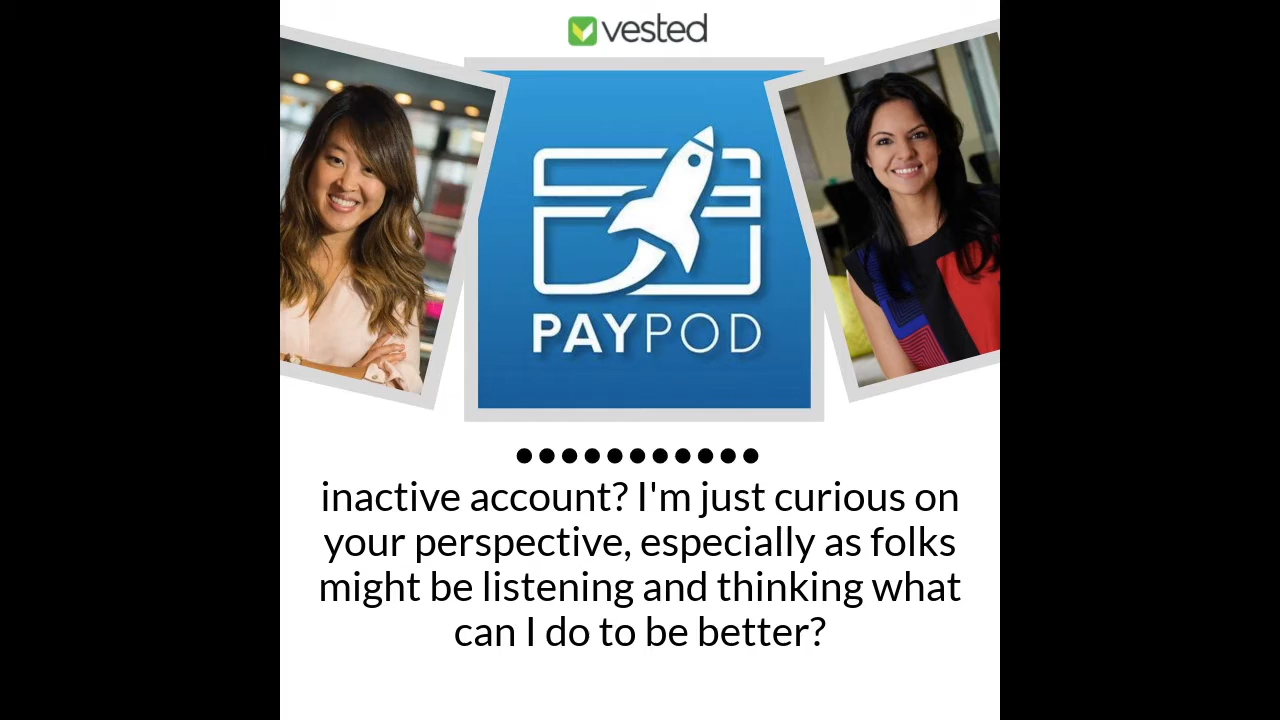 vested
PAYPOD
inactive account? I'm just curious on
your perspective, especially as folks
might be listening and thinking what
can I do to be better?